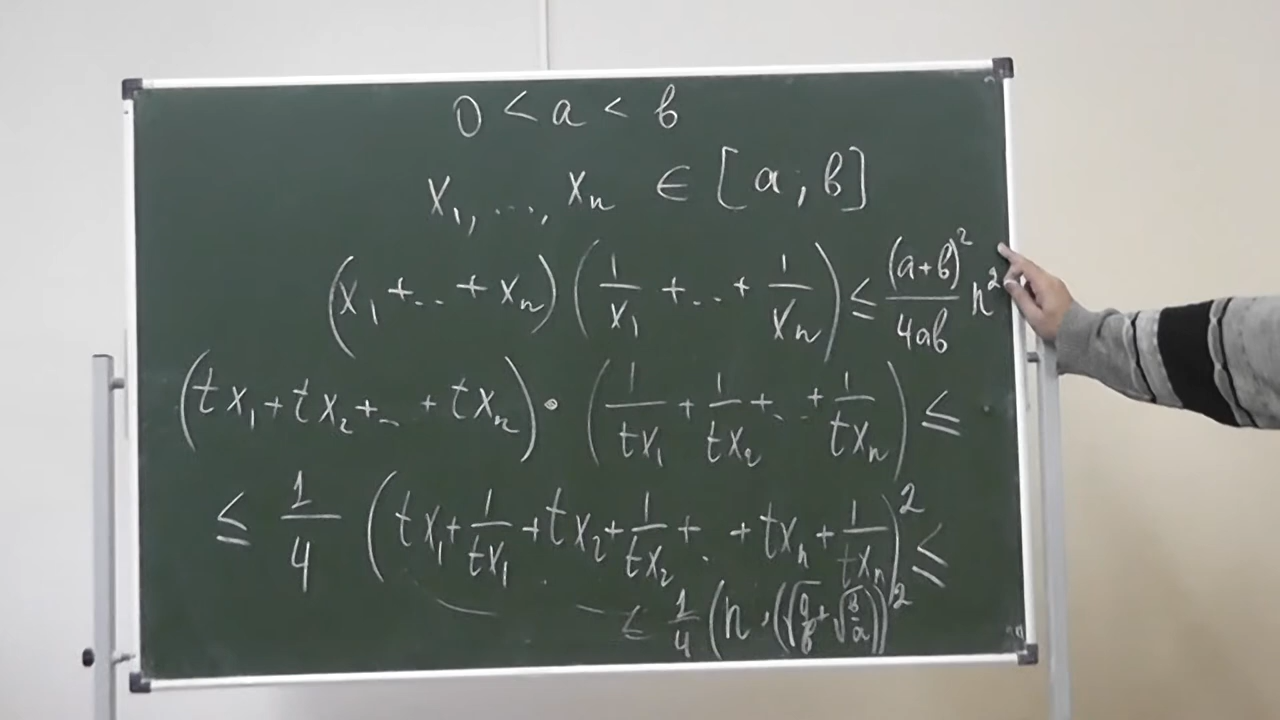 0 < a < b
x₁, ..., xₙ ∈ [a; b]
(x₁ + .. + xₙ)(1/x₁ + .. + 1/xₙ) ≤ (a+b)²/4ab n²
(tx₁ + tx₂ + .. + txₙ) · (1/tx₁ + 1/tx₂ + .. + 1/txₙ) ≤
≤ 1/4 (tx₁ + 1/tx₁ + tx₂ + 1/tx₂ + .. + txₙ + 1/txₙ)² ≤
≤ 1/4 (n · (√(a/b) + √(b/a)))²